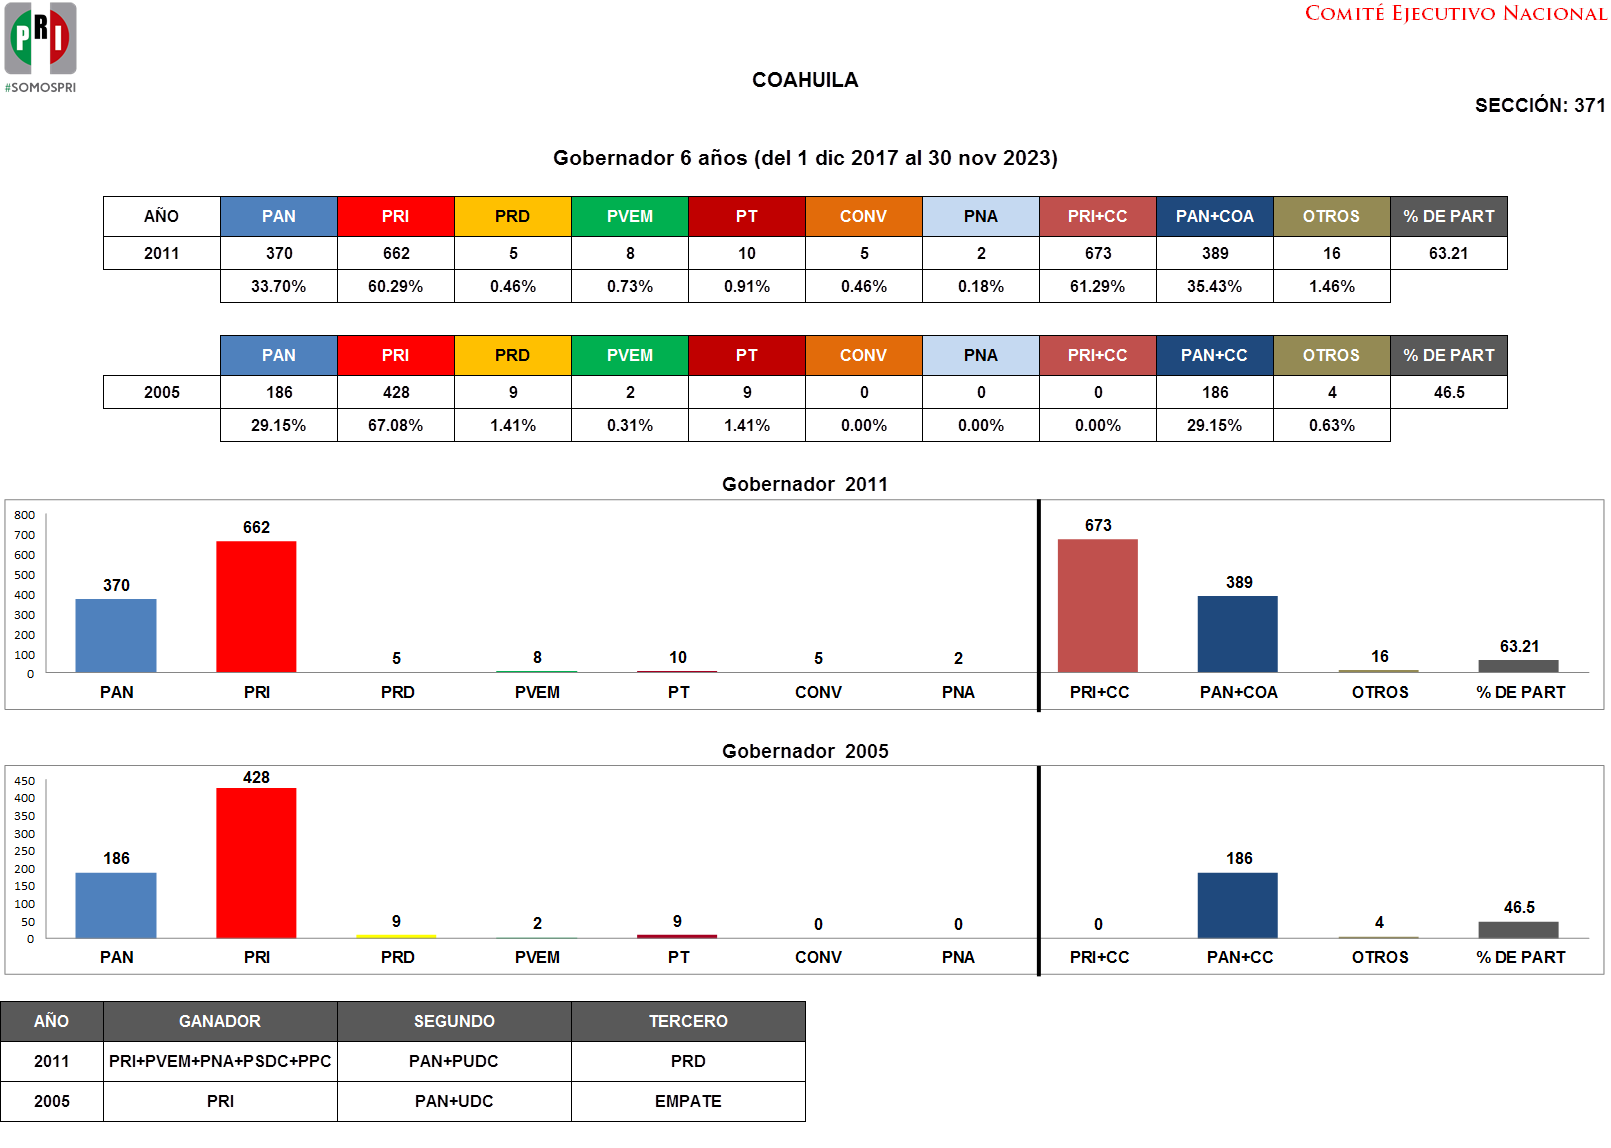 PRI
#SOMOSPRI
COMITÉ EJECUTIVO NACIONAL
COAHUILA
SECCIÓN: 371
Gobernador 6 años (del 1 dic 2017 al 30 nov 2023)
AÑO PAN PRI PRD PVEM PT CONV PNA PRI+CC PAN+COA OTROS % DE PART
2011 370 662 5 8 10 5 2 673 389 16 63.21
33.70% 60.29% 0.46% 0.73% 0.91% 0.46% 0.18% 61.29% 35.43% 1.46%
PAN PRI PRD PVEM PT CONV PNA PRI+CC PAN+CC OTROS % DE PART
2005 186 428 9 2 9 0 0 0 186 4 46.5
29.15% 67.08% 1.41% 0.31% 1.41% 0.00% 0.00% 0.00% 29.15% 0.63%
Gobernador 2011
800
700
600
500
400
300
200
100
0
370 662 5 8 10 5 2 673 389 16 63.21
PAN PRI PRD PVEM PT CONV PNA PRI+CC PAN+COA OTROS % DE PART
Gobernador 2005
450
400
350
300
250
200
150
100
50
0
186 428 9 2 9 0 0 0 186 4 46.5
PAN PRI PRD PVEM PT CONV PNA PRI+CC PAN+CC OTROS % DE PART
AÑO GANADOR SEGUNDO TERCERO
2011 PRI+PVEM+PNA+PSDC+PPC PAN+PUDC PRD
2005 PRI PAN+UDC EMPATE